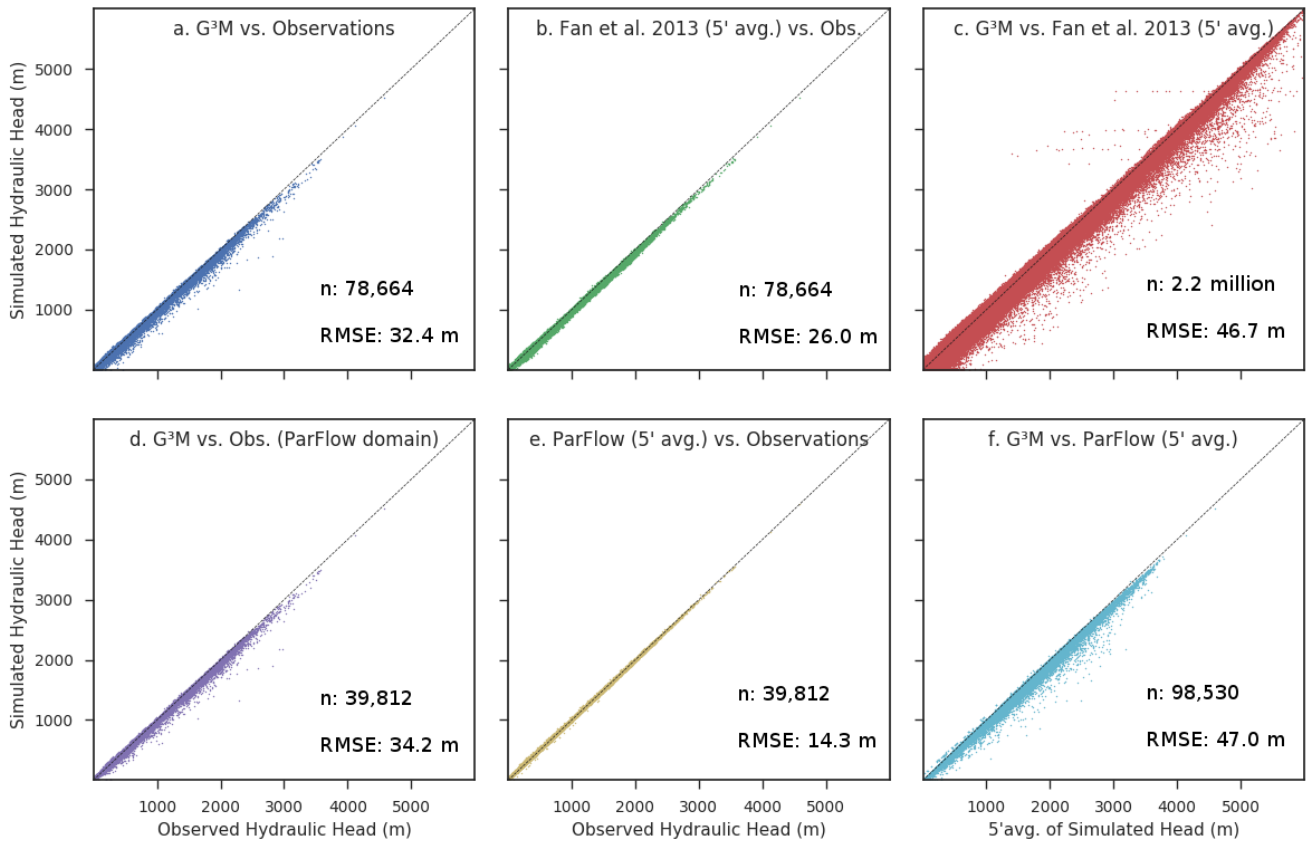 a. G³M vs. Observations
b. Fan et al. 2013 (5' avg.) vs. Obs.
c. G³M vs. Fan et al. 2013 (5' avg.)
Simulated Hydraulic Head (m)
5000
4000
3000
2000
1000
n: 78,664
RMSE: 32.4 m
n: 78,664
RMSE: 26.0 m
n: 2.2 million
RMSE: 46.7 m
d. G³M vs. Obs. (ParFlow domain)
e. ParFlow (5' avg.) vs. Observations
f. G³M vs. ParFlow (5' avg.)
Simulated Hydraulic Head (m)
5000
4000
3000
2000
1000
n: 39,812
RMSE: 34.2 m
n: 39,812
RMSE: 14.3 m
n: 98,530
RMSE: 47.0 m
1000 2000 3000 4000 5000
1000 2000 3000 4000 5000
1000 2000 3000 4000 5000
Observed Hydraulic Head (m)
Observed Hydraulic Head (m)
5'avg. of Simulated Head (m)